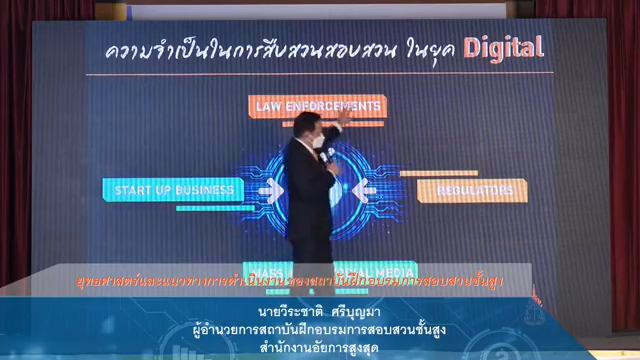 ความจำเป็นในการสืบสวนสอบสวน ในยุค Digital
LAW ENFORCEMENTS
START UP BUSINESS
REGULATORS
MASS SOCIAL MEDIA
ยุทธศาสตร์และแนวทางการดำเนินงานของสถาบันฝึกอบรมการสอบสวนชั้นสูง
นายวีระชาติ ศรีบุญมา
ผู้อำนวยการสถาบันฝึกอบรมการสอบสวนชั้นสูง
สำนักงานอัยการสูงสุด